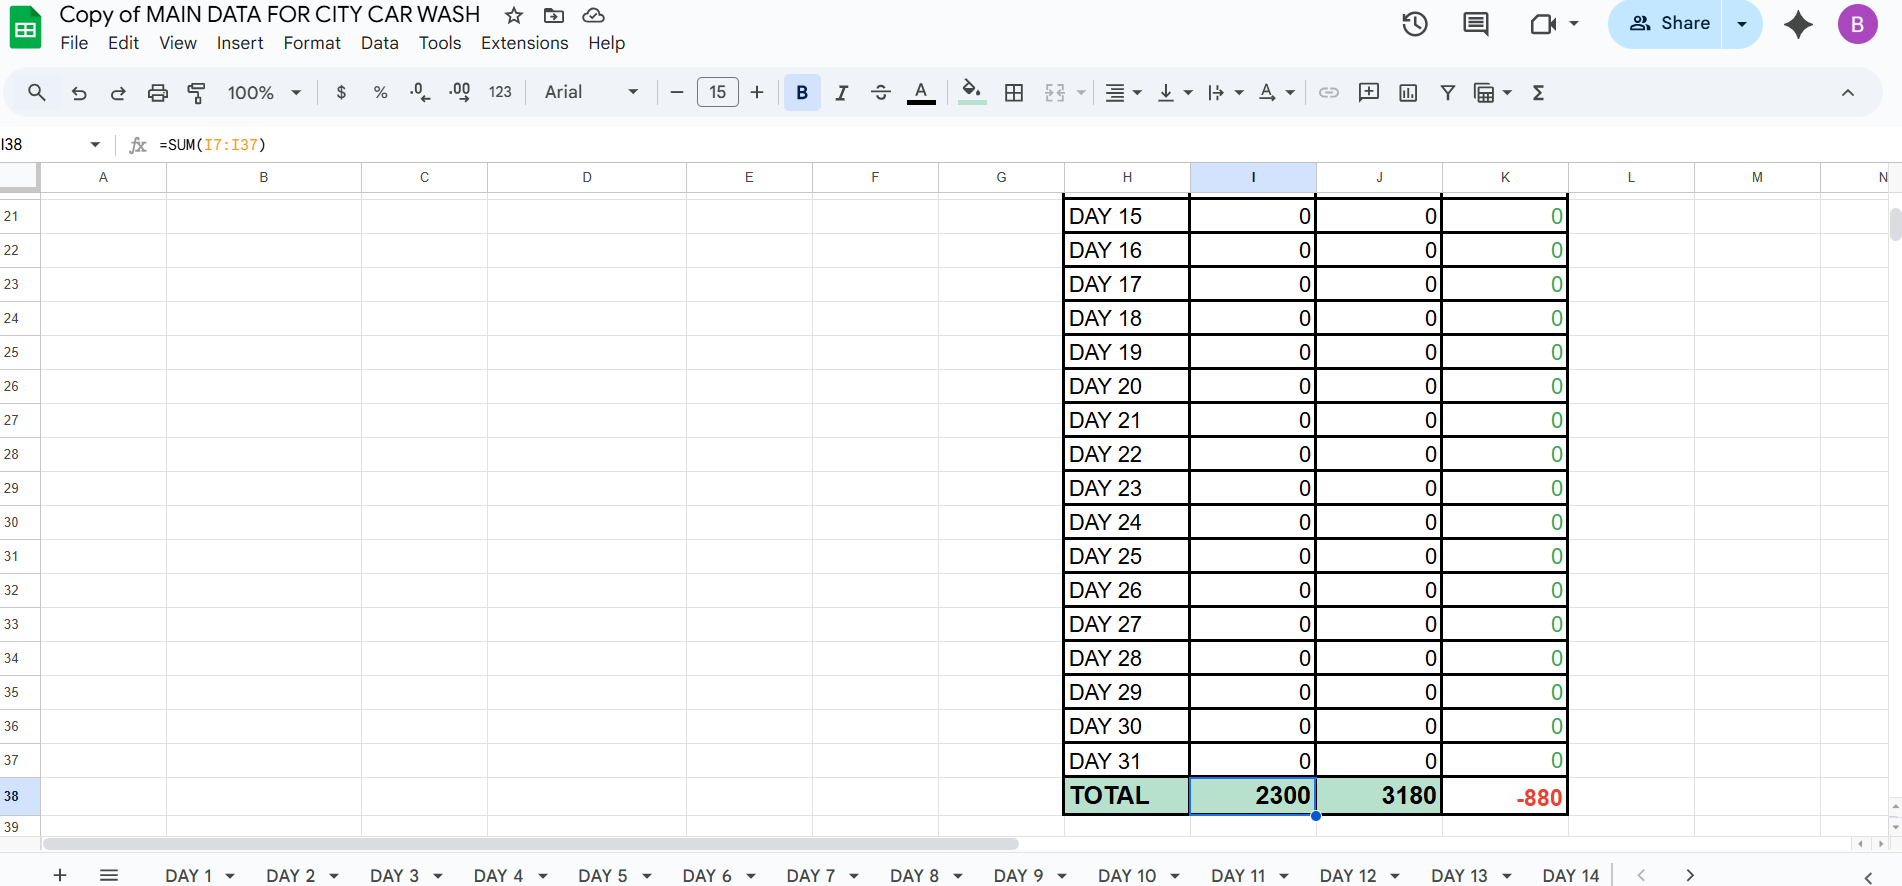 Copy of MAIN DATA FOR CITY CAR WASH
File Edit View Insert Format Data Tools Extensions Help
Share
B
100% $ % .0 .00 123 Arial − 15 + B I S A A Σ
I38 fx =SUM(I7:I37)
A B C D E F G H I J K L M N
21 DAY 15 0 0 0
22 DAY 16 0 0 0
23 DAY 17 0 0 0
24 DAY 18 0 0 0
25 DAY 19 0 0 0
26 DAY 20 0 0 0
27 DAY 21 0 0 0
28 DAY 22 0 0 0
29 DAY 23 0 0 0
30 DAY 24 0 0 0
31 DAY 25 0 0 0
32 DAY 26 0 0 0
33 DAY 27 0 0 0
34 DAY 28 0 0 0
35 DAY 29 0 0 0
36 DAY 30 0 0 0
37 DAY 31 0 0 0
38 TOTAL 2300 3180 -880
39
+ DAY 1 DAY 2 DAY 3 DAY 4 DAY 5 DAY 6 DAY 7 DAY 8 DAY 9 DAY 10 DAY 11 DAY 12 DAY 13 DAY 14